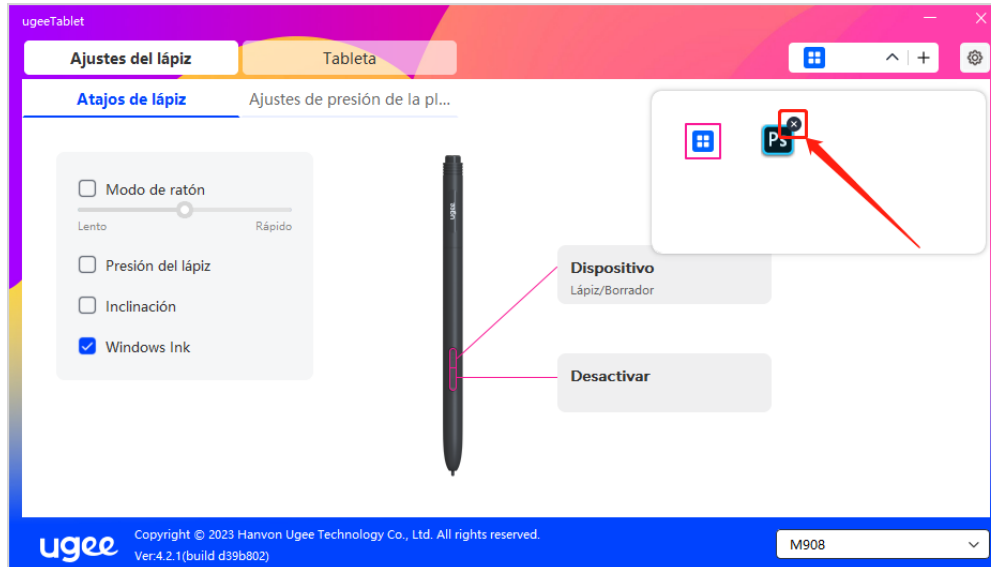 ugeeTablet
Ajustes del lápiz
Tableta
Atajos de lápiz
Ajustes de presión de la pl...
Ps
Modo de ratón
Lento
Rápido
ugee
Presión del lápiz
Dispositivo
Lápiz/Borrador
Inclinación
Windows Ink
Desactivar
ugee
Copyright © 2023 Hanvon Ugee Technology Co., Ltd. All rights reserved.
Ver:4.2.1(build d39b802)
M908